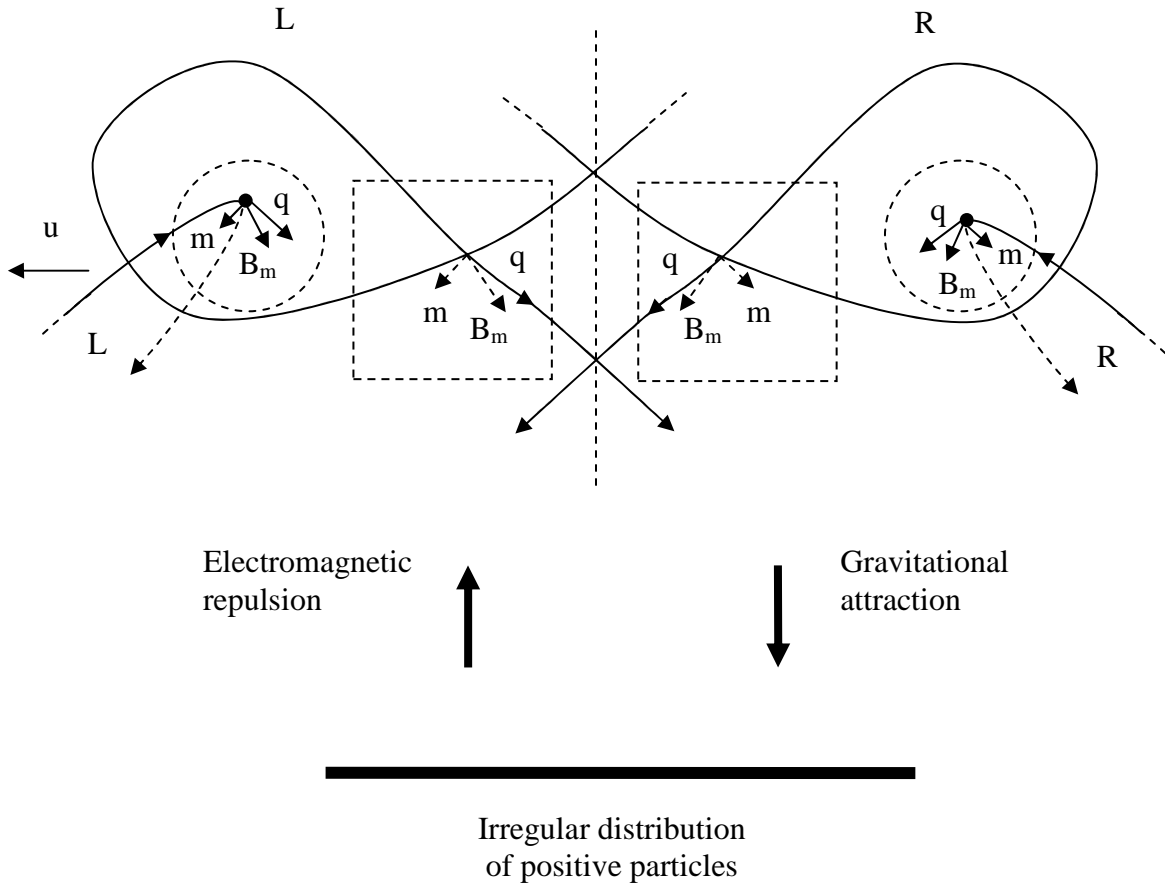 L
R
q
q
u
m
m
B_m
B_m
q
q
m
B_m
B_m
m
L
R
Electromagnetic
repulsion
Gravitational
attraction
Irregular distribution
of positive particles